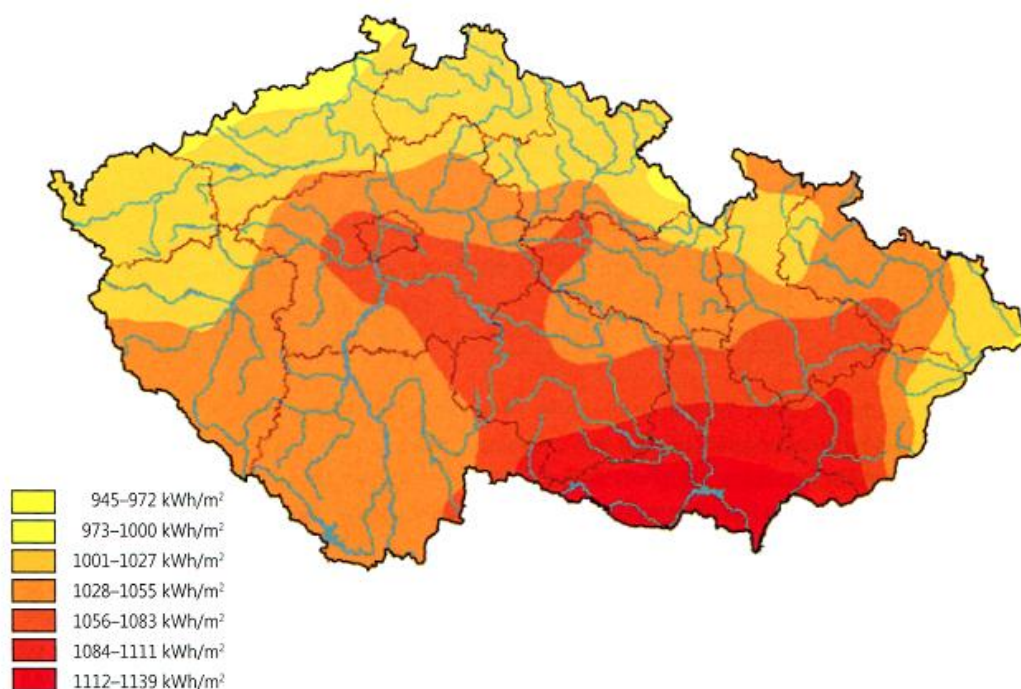 945–972 kWh/m²
973–1000 kWh/m²
1001–1027 kWh/m²
1028–1055 kWh/m²
1056–1083 kWh/m²
1084–1111 kWh/m²
1112–1139 kWh/m²